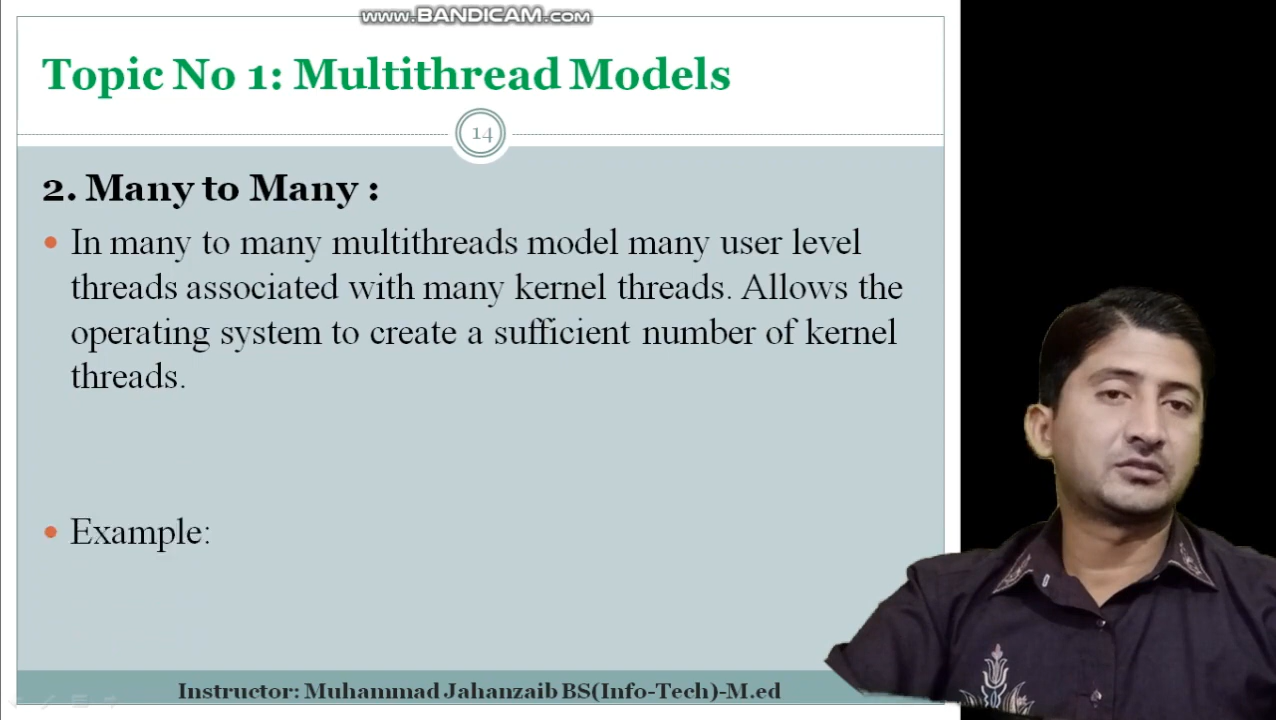 www.BANDICAM.com
Topic No 1: Multithread Models
14
2. Many to Many :
In many to many multithreads model many user level
threads associated with many kernel threads. Allows the
operating system to create a sufficient number of kernel
threads.
Example:
Instructor: Muhammad Jahanzaib BS(Info-Tech)-M.ed